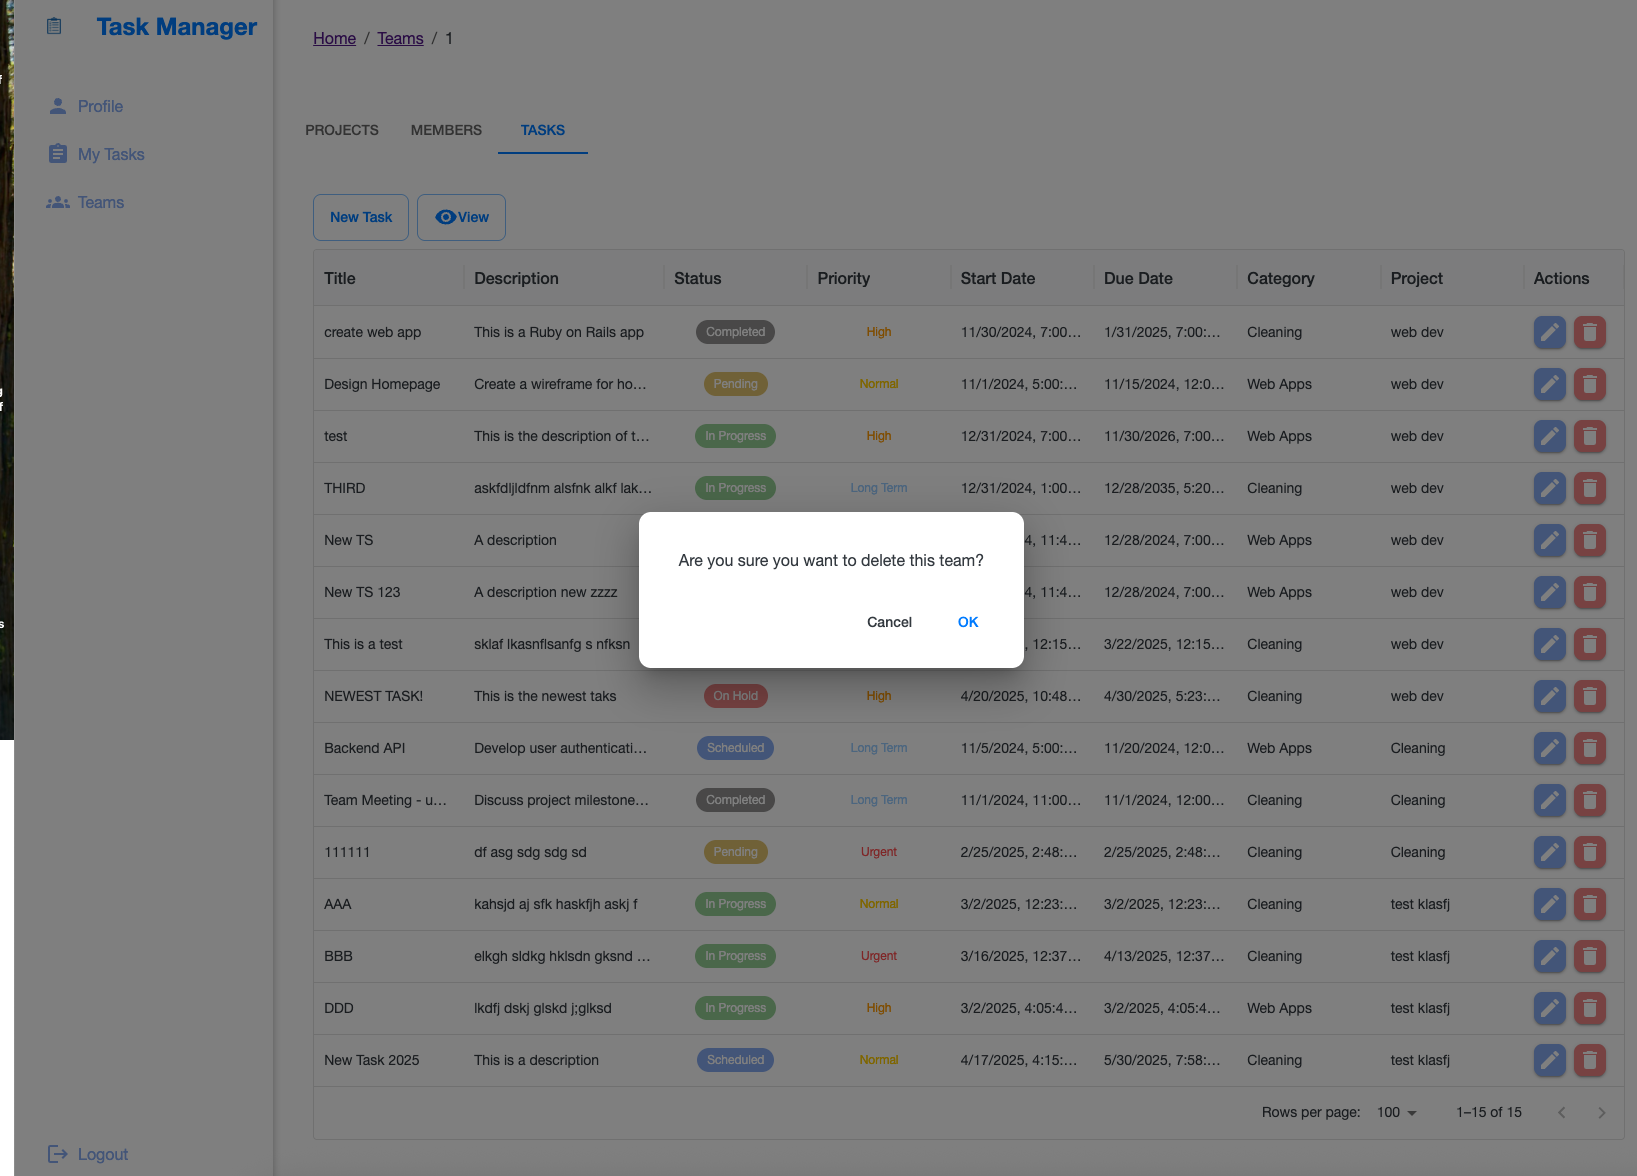 Task Manager
Home / Teams / 1
Profile
My Tasks
Teams
PROJECTS MEMBERS TASKS
New Task View
Title Description Status Priority Start Date Due Date Category Project Actions
create web app This is a Ruby on Rails app Completed High 11/30/2024, 7:00... 1/31/2025, 7:00:... Cleaning web dev
Design Homepage Create a wireframe for ho... Pending Normal 11/1/2024, 5:00:... 11/15/2024, 12:0... Web Apps web dev
test This is the description of t... In Progress High 12/31/2024, 7:00... 11/30/2026, 7:00... Web Apps web dev
THIRD askfdljldfnm alsfnk alkf lak... In Progress Long Term 12/31/2024, 1:00... 12/28/2035, 5:20... Cleaning web dev
New TS A description 4, 11:4... 12/28/2024, 7:00... Web Apps web dev
New TS 123 A description new zzzz 4, 11:4... 12/28/2024, 7:00... Web Apps web dev
This is a test sklaf lkasnflsanfg s nfksn , 12:15... 3/22/2025, 12:15... Cleaning web dev
Are you sure you want to delete this team?
Cancel OK
NEWEST TASK! This is the newest taks On Hold High 4/20/2025, 10:48... 4/30/2025, 5:23:... Cleaning web dev
Backend API Develop user authenticati... Scheduled Long Term 11/5/2024, 5:00:... 11/20/2024, 12:0... Web Apps Cleaning
Team Meeting - u... Discuss project milestone... Completed Long Term 11/1/2024, 11:00... 11/1/2024, 12:00... Cleaning Cleaning
111111 df asg sdg sdg sd Pending Urgent 2/25/2025, 2:48:... 2/25/2025, 2:48:... Cleaning Cleaning
AAA kahsjd aj sfk haskfjh askj f In Progress Normal 3/2/2025, 12:23:... 3/2/2025, 12:23:... Cleaning test klasfj
BBB elkgh sldkg hklsdn gksnd ... In Progress Urgent 3/16/2025, 12:37... 4/13/2025, 12:37... Cleaning test klasfj
DDD lkdfj dskj glskd j;glksd In Progress High 3/2/2025, 4:05:4... 3/2/2025, 4:05:4... Web Apps test klasfj
New Task 2025 This is a description Scheduled Normal 4/17/2025, 4:15:... 5/30/2025, 7:58:... Cleaning test klasfj
Rows per page: 100 1–15 of 15
Logout